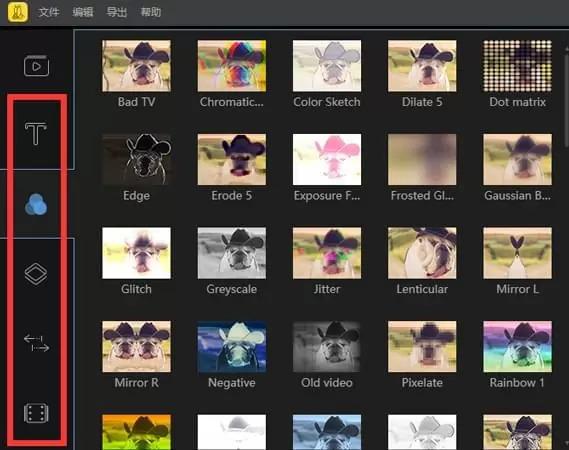 文件 编辑 导出 帮助
Bad TV Chromatic... Color Sketch Dilate 5 Dot matrix
Edge Erode 5 Exposure F... Frosted Gl... Gaussian B...
Glitch Greyscale Jitter Lenticular Mirror L
Mirror R Negative Old video Pixelate Rainbow 1